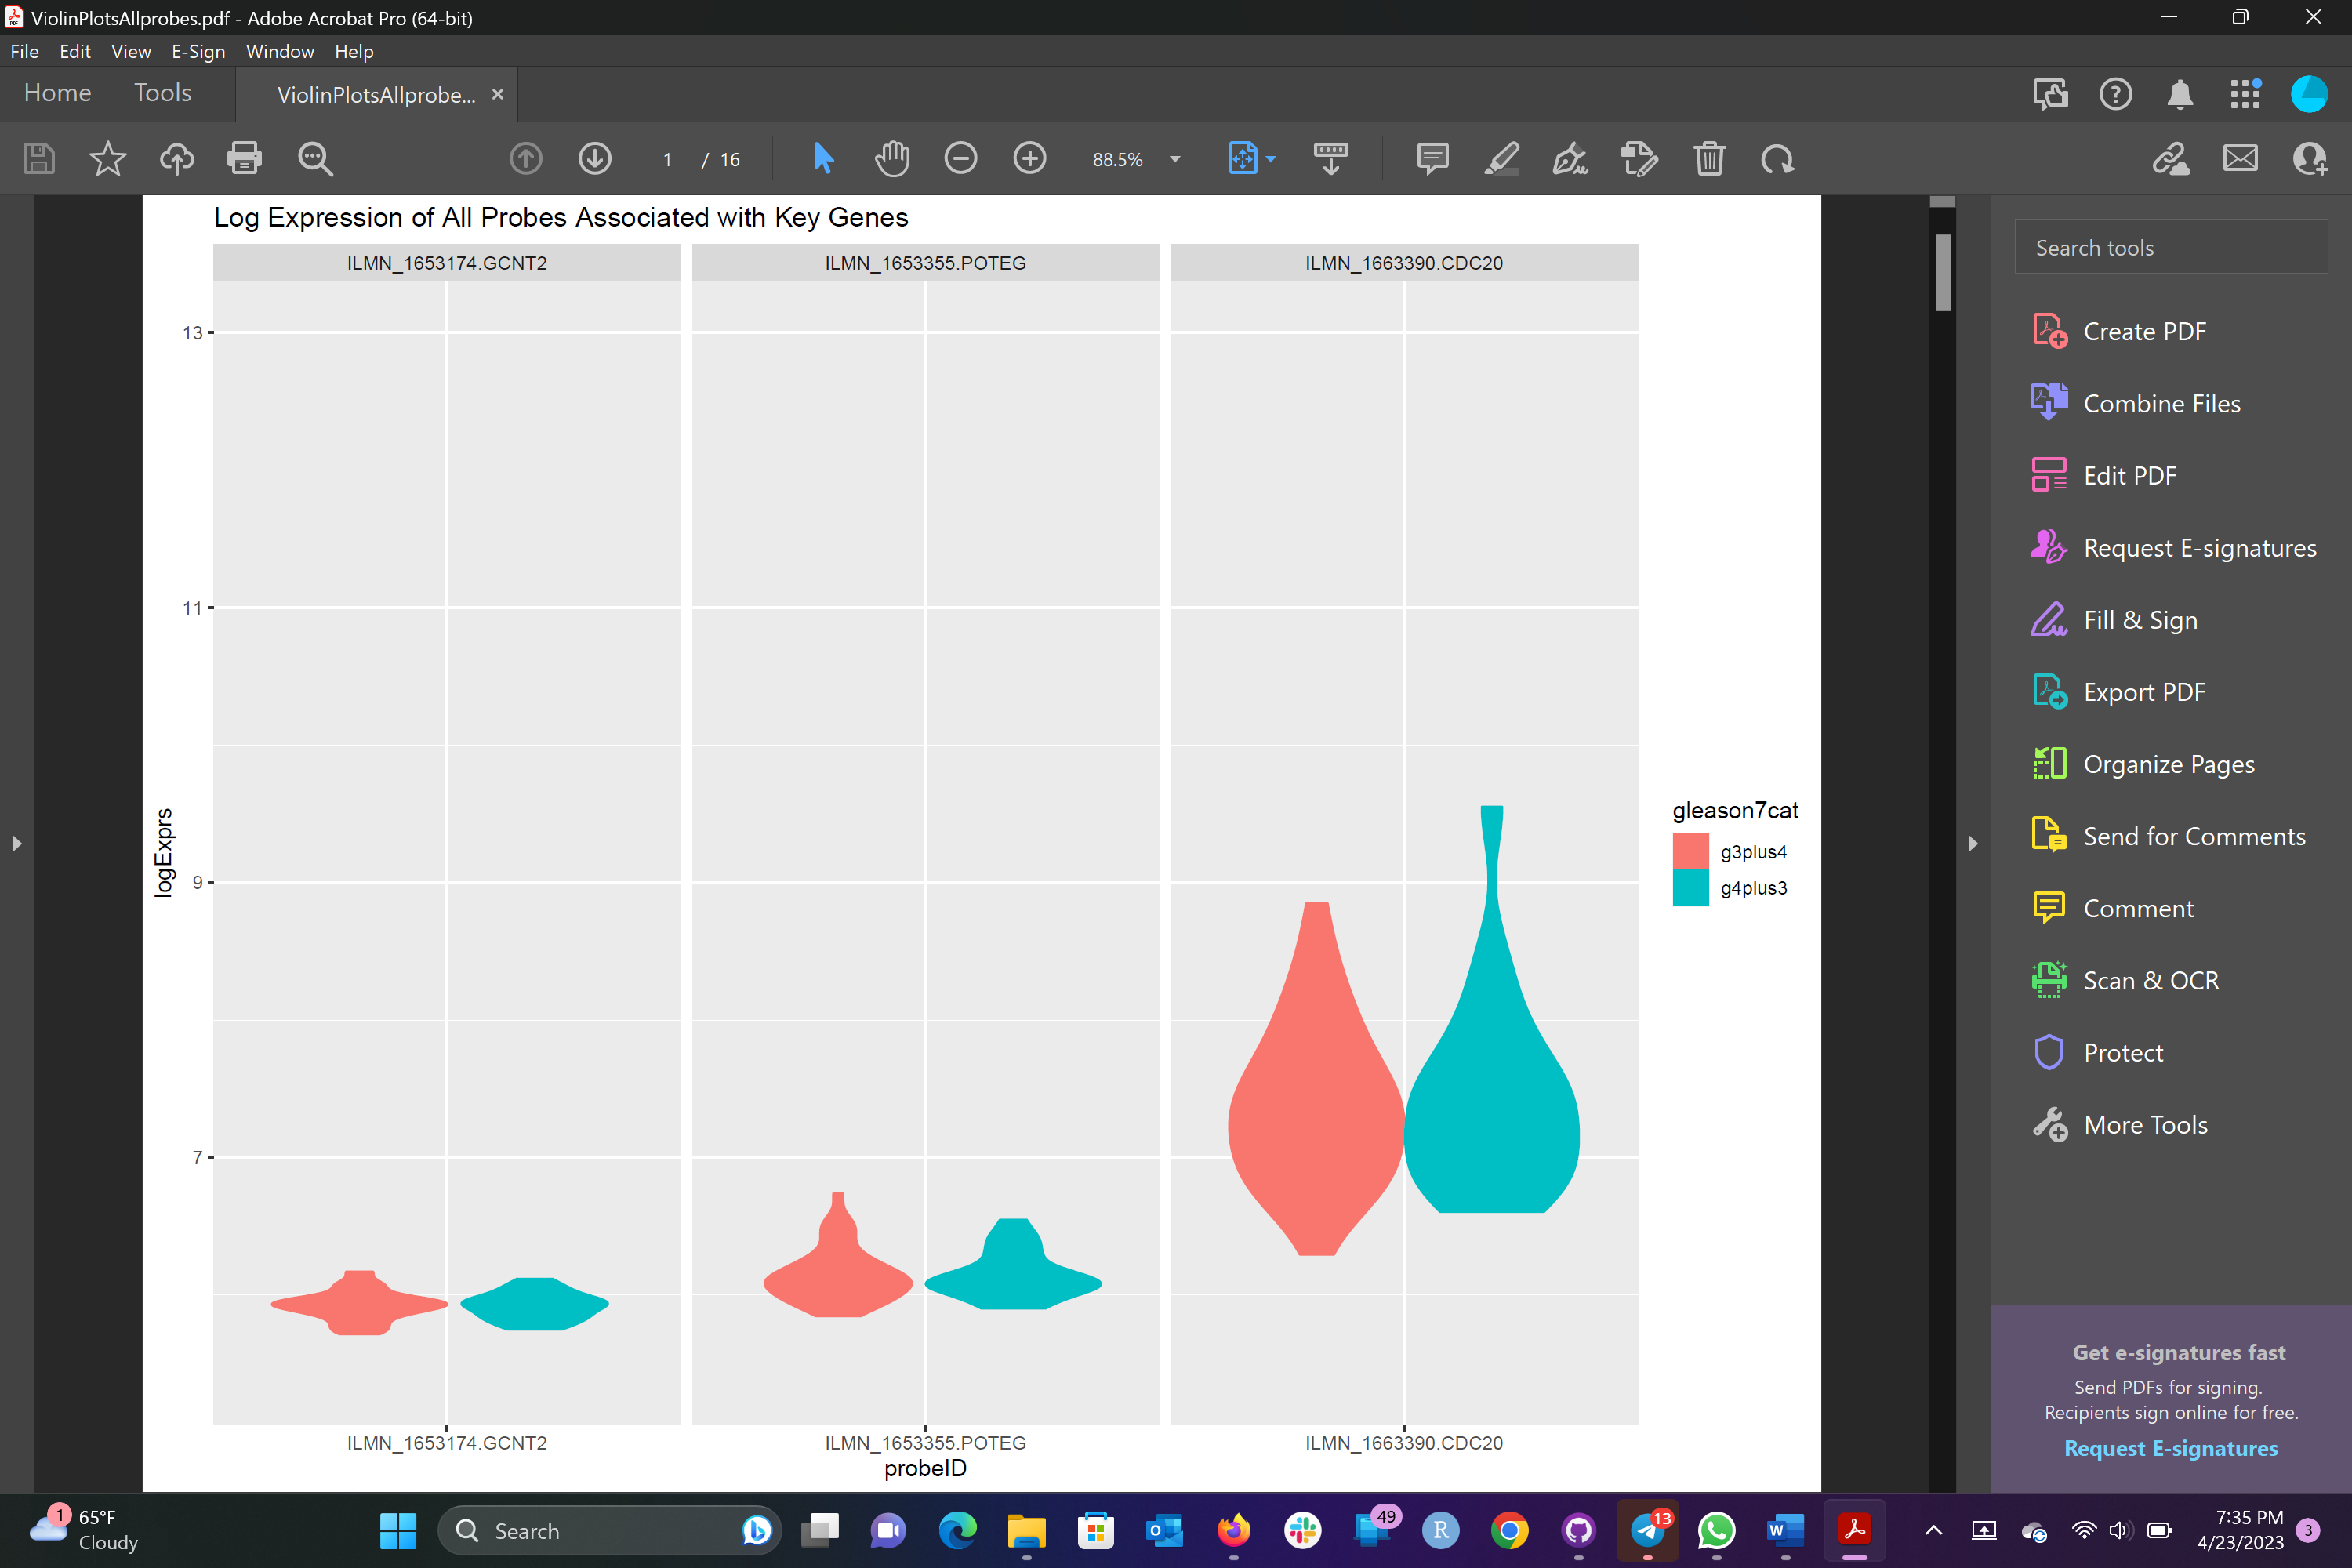 ViolinPlotsAllprobes.pdf - Adobe Acrobat Pro (64-bit)
File Edit View E-Sign Window Help
Home Tools ViolinPlotsAllprobe... ×
1 / 16 88.5%
Log Expression of All Probes Associated with Key Genes
ILMN_1653174.GCNT2 ILMN_1653355.POTEG ILMN_1663390.CDC20
13
11
9
7
logExprs
gleason7cat
g3plus4
g4plus3
ILMN_1653174.GCNT2 ILMN_1653355.POTEG ILMN_1663390.CDC20
probeID
Search tools
Create PDF
Combine Files
Edit PDF
Request E-signatures
Fill & Sign
Export PDF
Organize Pages
Send for Comments
Comment
Scan & OCR
Protect
More Tools
Get e-signatures fast
Send PDFs for signing.
Recipients sign online for free.
Request E-signatures
1 65°F
Cloudy
Search
49
13
7:35 PM
4/23/2023
3